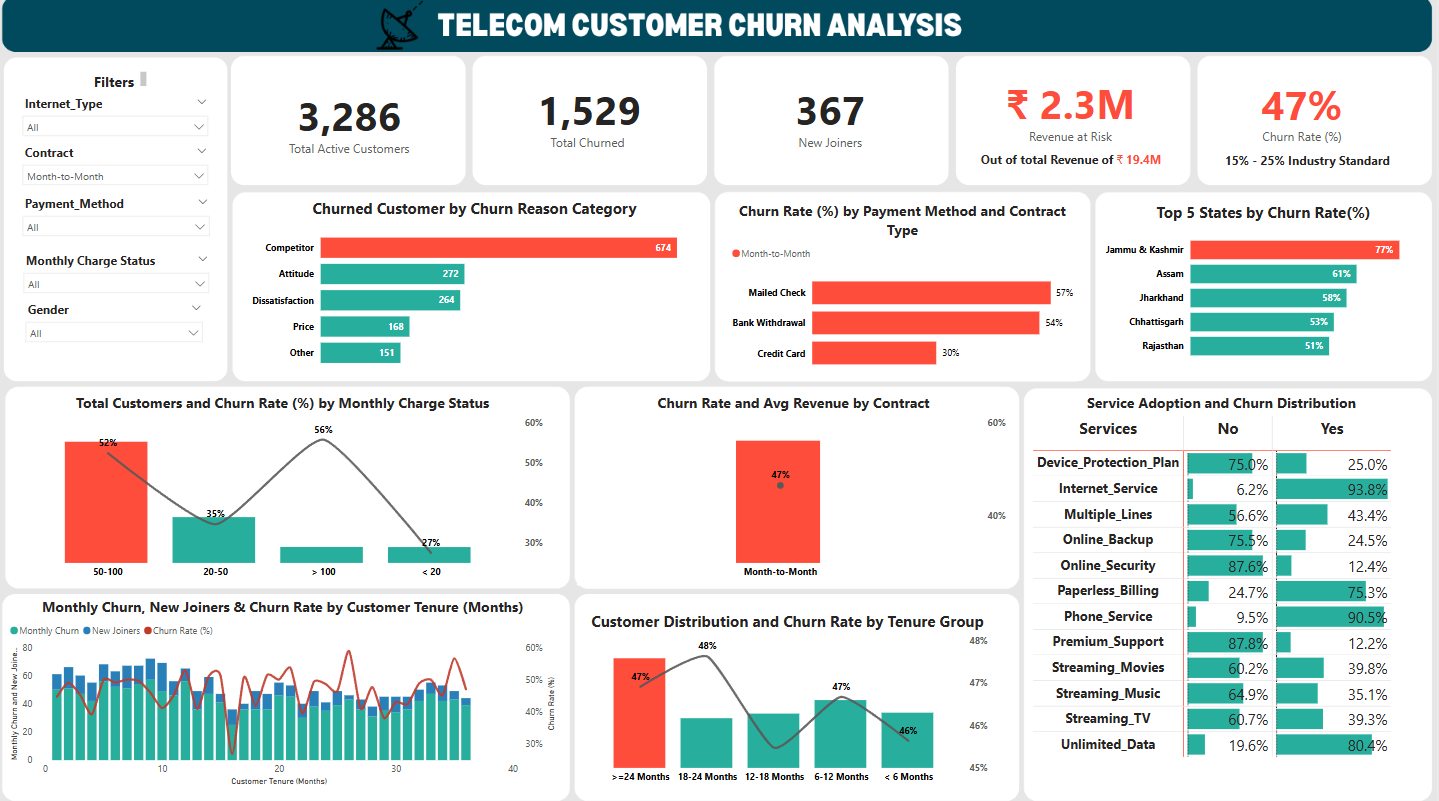 TELECOM CUSTOMER CHURN ANALYSIS
Filters
Internet_Type
All
Contract
Month-to-Month
Payment_Method
All
Monthly Charge Status
All
Gender
All
3,286
Total Active Customers
1,529
Total Churned
367
New Joiners
₹ 2.3M
Revenue at Risk
Out of total Revenue of ₹ 19.4M
47%
Churn Rate (%)
15% - 25% Industry Standard
Churned Customer by Churn Reason Category
Competitor 674
Attitude 272
Dissatisfaction 264
Price 168
Other 151
Churn Rate (%) by Payment Method and Contract
Type
Month-to-Month
Mailed Check 57%
Bank Withdrawal 54%
Credit Card 30%
Top 5 States by Churn Rate(%)
Jammu & Kashmir 77%
Assam 61%
Jharkhand 58%
Chhattisgarh 53%
Rajasthan 51%
Total Customers and Churn Rate (%) by Monthly Charge Status
60%
50%
40%
30%
52% 35% 56% 27%
50-100 20-50 > 100 < 20
Churn Rate and Avg Revenue by Contract
60%
40%
47%
Month-to-Month
Service Adoption and Churn Distribution
Services No Yes
Device_Protection_Plan 75.0% 25.0%
Internet_Service 6.2% 93.8%
Multiple_Lines 56.6% 43.4%
Online_Backup 75.5% 24.5%
Online_Security 87.6% 12.4%
Paperless_Billing 24.7% 75.3%
Phone_Service 9.5% 90.5%
Premium_Support 87.8% 12.2%
Streaming_Movies 60.2% 39.8%
Streaming_Music 64.9% 35.1%
Streaming_TV 60.7% 39.3%
Unlimited_Data 19.6% 80.4%
Monthly Churn, New Joiners & Churn Rate by Customer Tenure (Months)
Monthly Churn New Joiners Churn Rate (%)
Monthly Churn and New Joine...
80
60
40
20
0
60%
50%
40%
30%
Churn Rate (%)
0 10 20 30 40
Customer Tenure (Months)
Customer Distribution and Churn Rate by Tenure Group
48%
47%
46%
45%
47% 48% 47% 46%
>=24 Months 18-24 Months 12-18 Months 6-12 Months < 6 Months